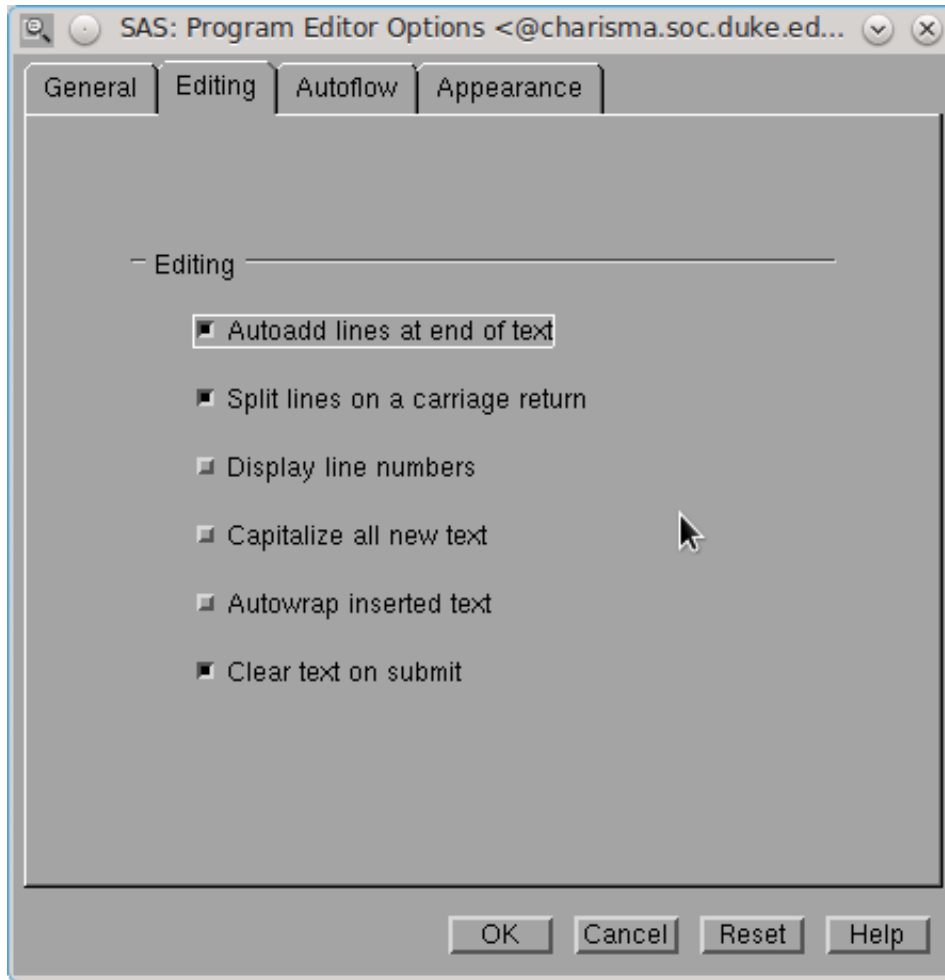 SAS: Program Editor Options <@charisma.soc.duke.ed...
General Editing Autoflow Appearance
Editing
Autoadd lines at end of text
Split lines on a carriage return
Display line numbers
Capitalize all new text
Autowrap inserted text
Clear text on submit
OK Cancel Reset Help